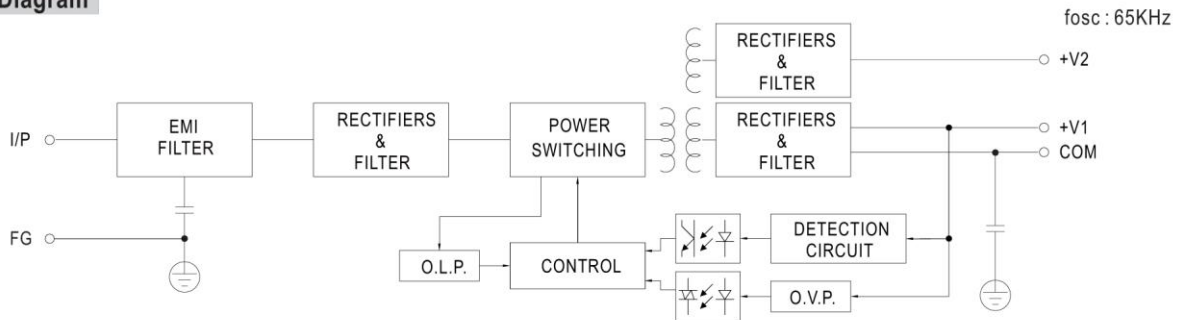 Diagram
fosc : 65KHz
RECTIFIERS
&
FILTER
+V2
I/P
EMI
FILTER
RECTIFIERS
&
FILTER
POWER
SWITCHING
RECTIFIERS
&
FILTER
+V1
COM
FG
O.L.P.
CONTROL
DETECTION
CIRCUIT
O.V.P.